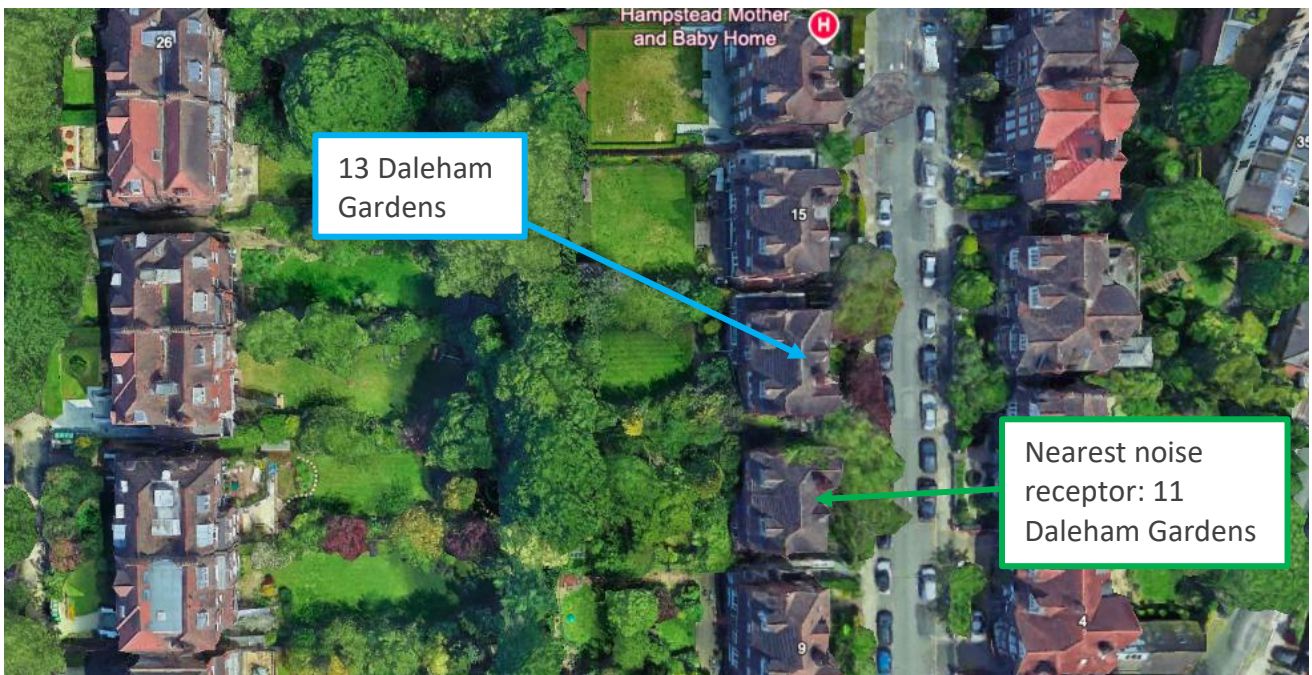 Hampstead Mother
and Baby Home
H
26
13 Daleham
Gardens
15
Nearest noise
receptor: 11
Daleham Gardens
4
9